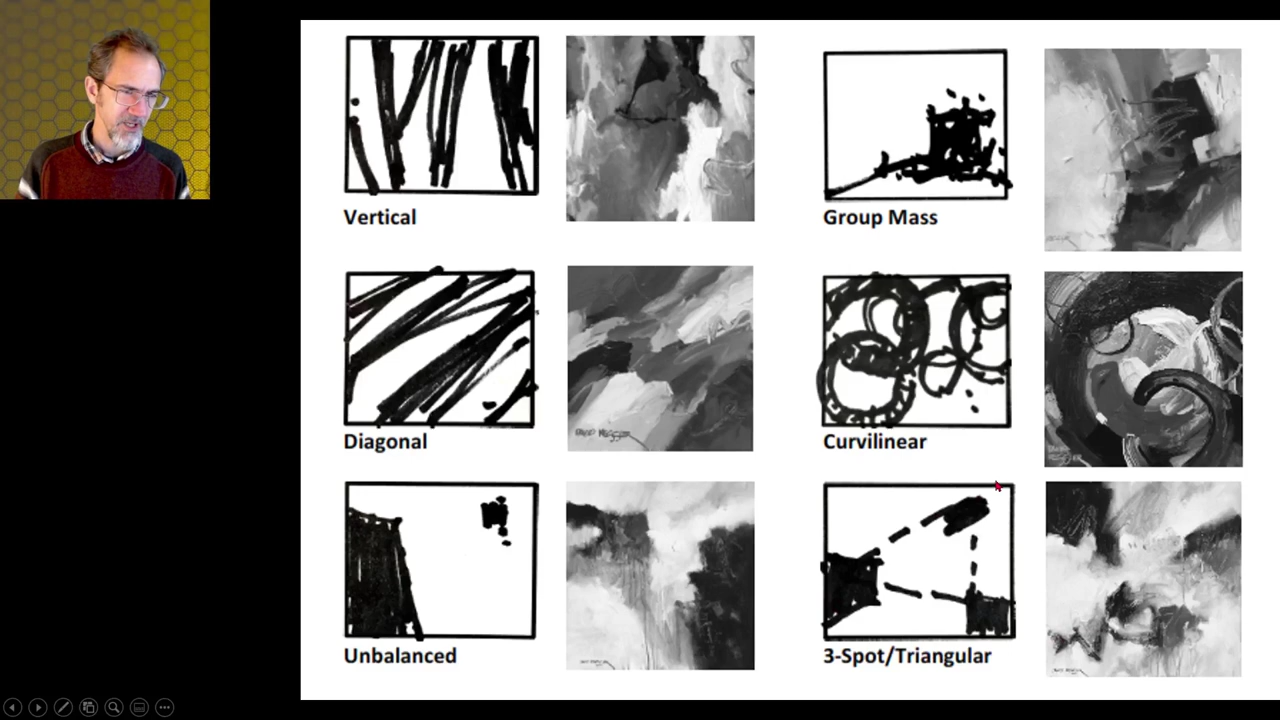 Vertical
Group Mass
Diagonal
Curvilinear
Unbalanced
3-Spot/Triangular